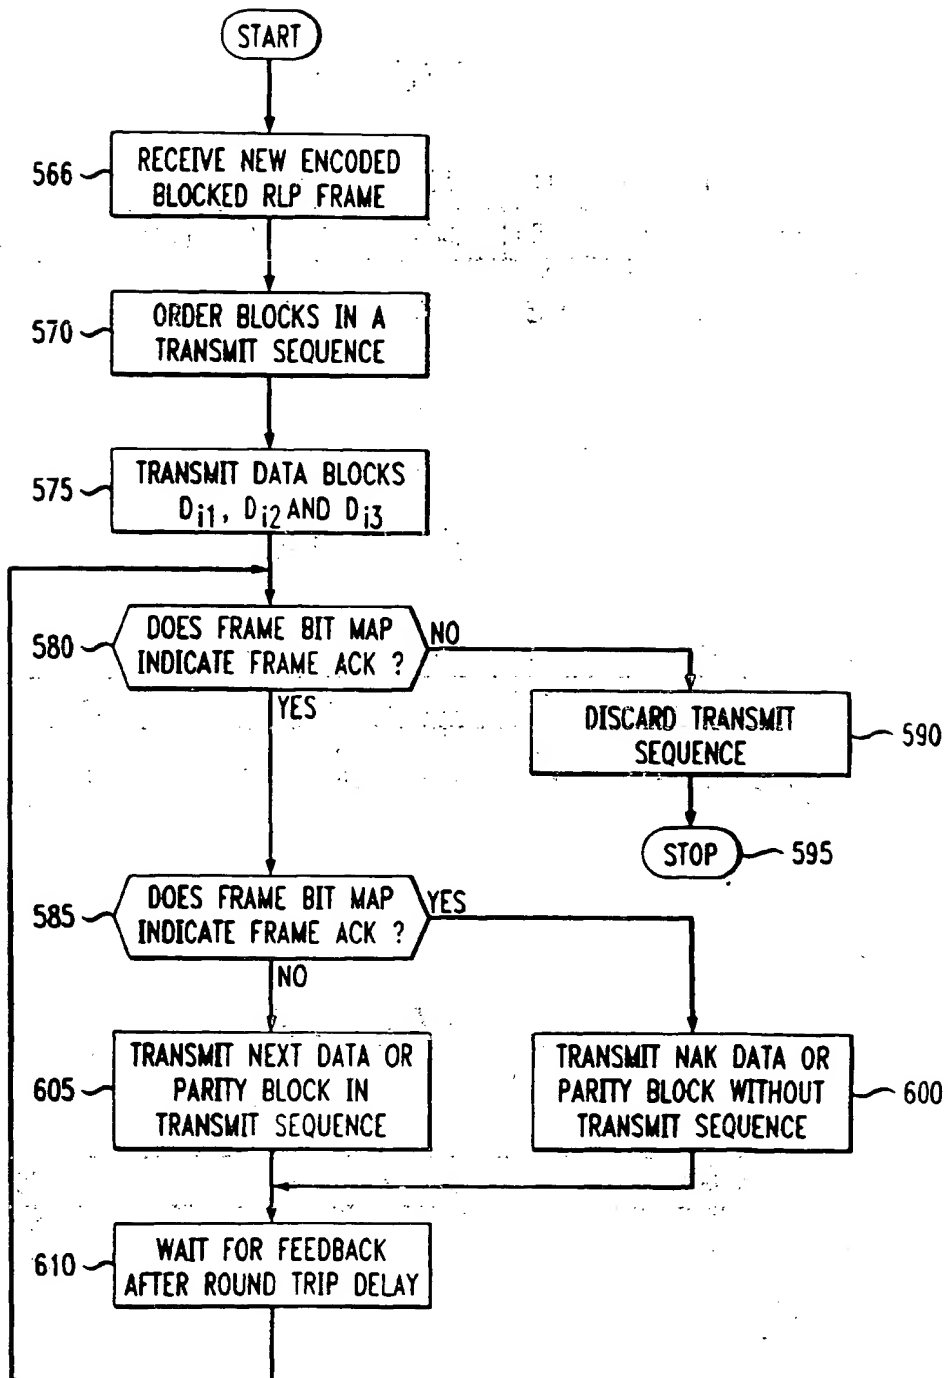 START
566
RECEIVE NEW ENCODED
BLOCKED RLP FRAME
570
ORDER BLOCKS IN A
TRANSMIT SEQUENCE
575
TRANSMIT DATA BLOCKS
Di1, Di2 AND Di3
580
DOES FRAME BIT MAP
INDICATE FRAME ACK ?
NO
YES
DISCARD TRANSMIT
SEQUENCE
590
STOP
595
585
DOES FRAME BIT MAP
INDICATE FRAME ACK ?
YES
NO
605
TRANSMIT NEXT DATA OR
PARITY BLOCK IN
TRANSMIT SEQUENCE
TRANSMIT NAK DATA OR
PARITY BLOCK WITHOUT
TRANSMIT SEQUENCE
600
610
WAIT FOR FEEDBACK
AFTER ROUND TRIP DELAY